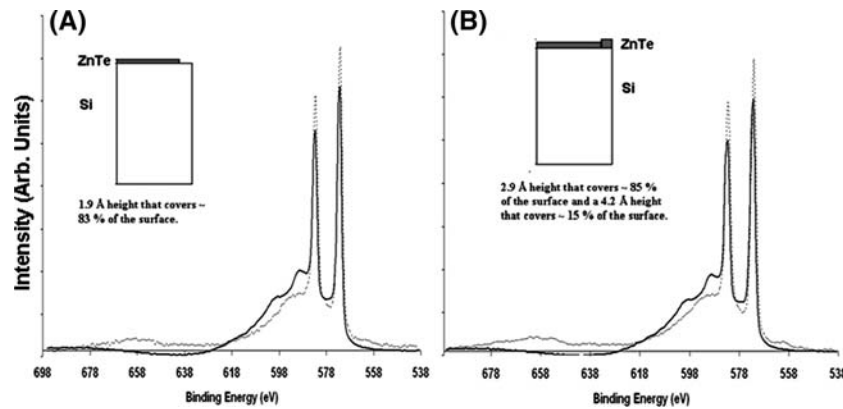 (A)
ZnTe
Si
Intensity (Arb. Units)
1.9 Å height that covers ~
83 % of the surface.
698 678 658 638 618 598 578 558 538
Binding Energy (eV)
(B)
ZnTe
Si
2.9 Å height that covers ~ 85 %
of the surface and a 4.2 Å height
that covers ~ 15 % of the surface.
678 658 638 618 598 578 558 538
Binding Energy (eV)